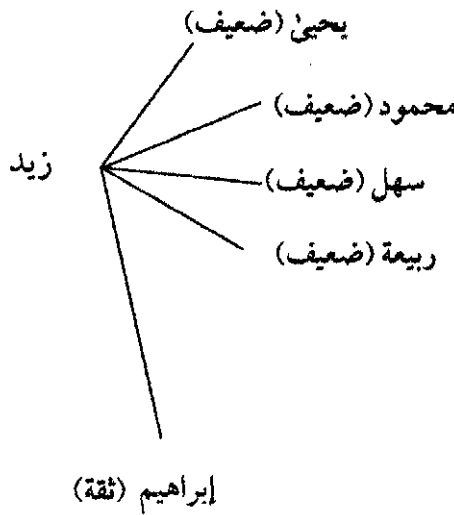 يحيىٰ (ضعيف)
محمود (ضعيف)
زيد
سهل (ضعيف)
ربيعة (ضعيف)
إبراهيم (ثقة)